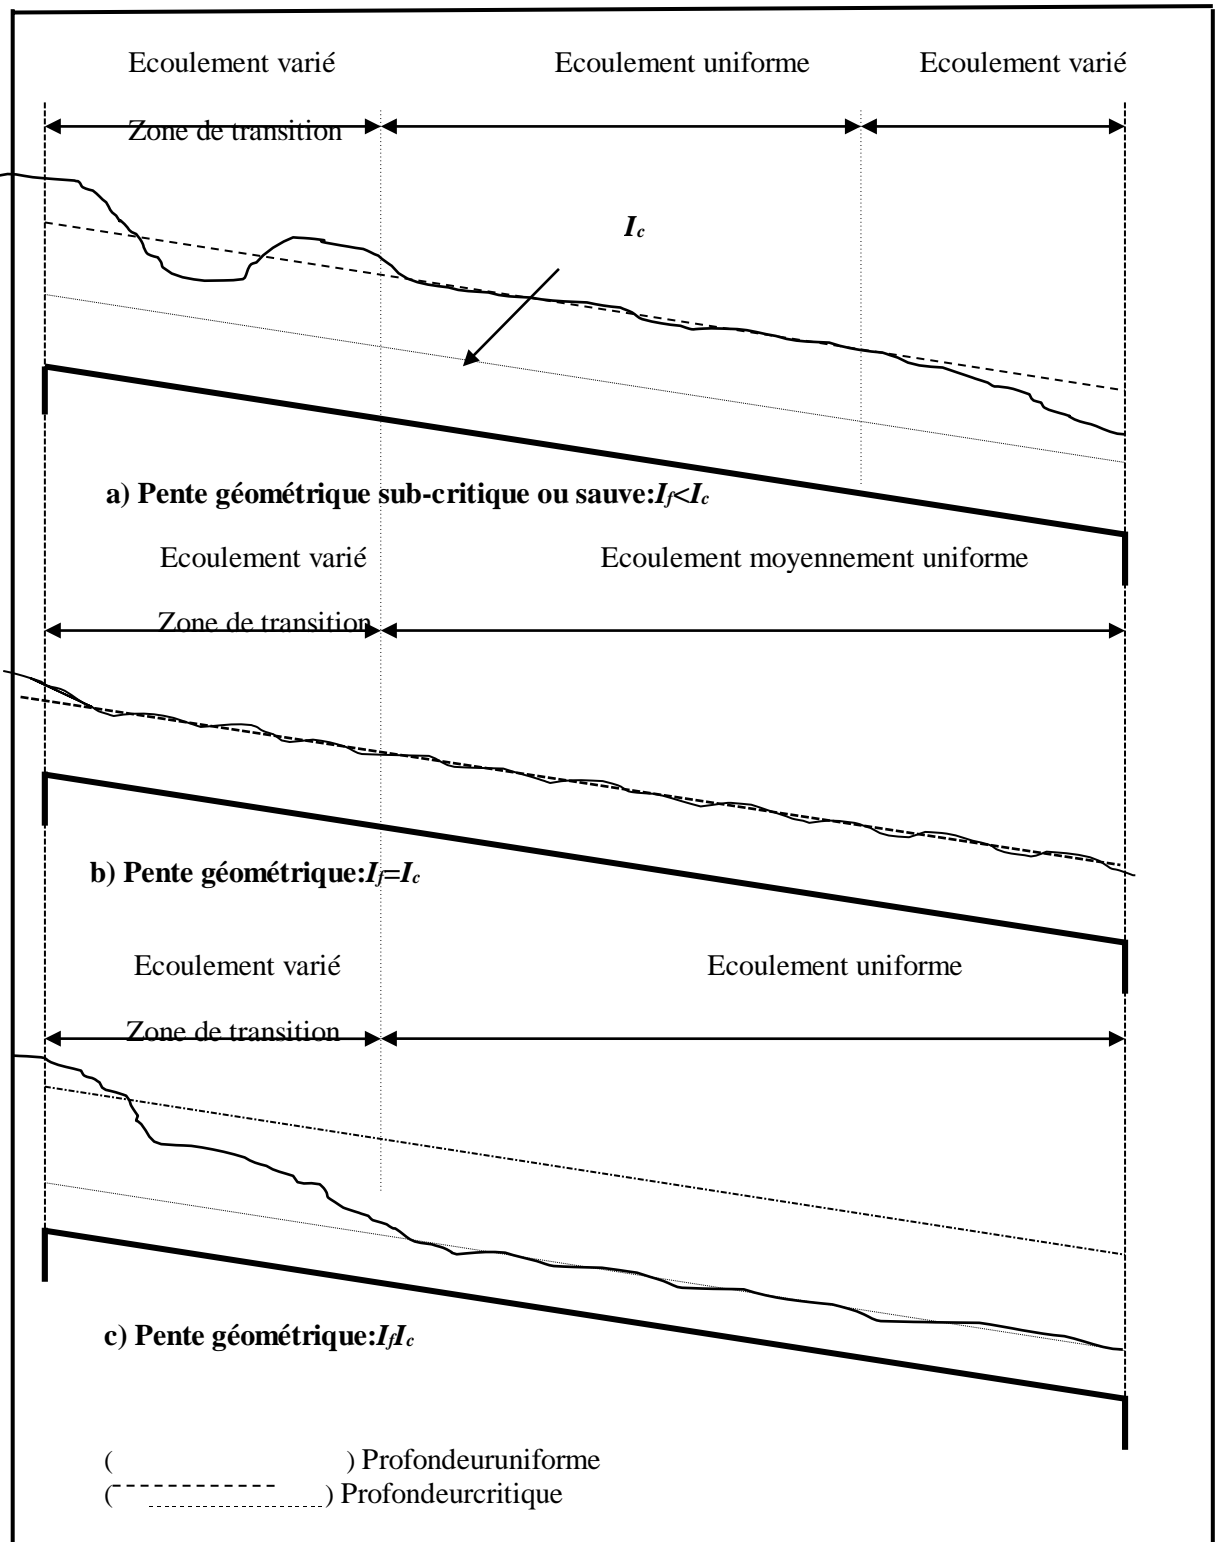 Ecoulement varié Ecoulement uniforme Ecoulement varié
Zone de transition
Ic
a) Pente géométrique sub-critique ou sauve:If<Ic
Ecoulement varié Ecoulement moyennement uniforme
Zone de transition
b) Pente géométrique:If=Ic
Ecoulement varié Ecoulement uniforme
Zone de transition
c) Pente géométrique:IfIc
( ) Profondeuruniforme
( ) Profondeurcritique